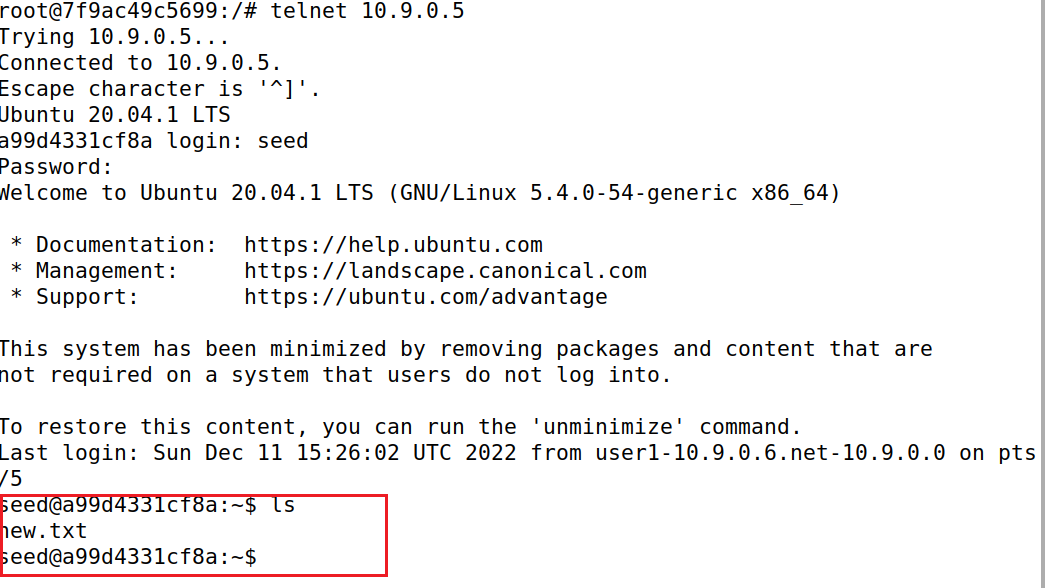 root@7f9ac49c5699:/# telnet 10.9.0.5
Trying 10.9.0.5...
Connected to 10.9.0.5.
Escape character is '^]'.
Ubuntu 20.04.1 LTS
a99d4331cf8a login: seed
Password:
Welcome to Ubuntu 20.04.1 LTS (GNU/Linux 5.4.0-54-generic x86_64)
* Documentation:  https://help.ubuntu.com
* Management:     https://landscape.canonical.com
* Support:        https://ubuntu.com/advantage
This system has been minimized by removing packages and content that are
not required on a system that users do not log into.
To restore this content, you can run the 'unminimize' command.
Last login: Sun Dec 11 15:26:02 UTC 2022 from user1-10.9.0.6.net-10.9.0.0 on pts
/5
seed@a99d4331cf8a:~$ ls
new.txt
seed@a99d4331cf8a:~$